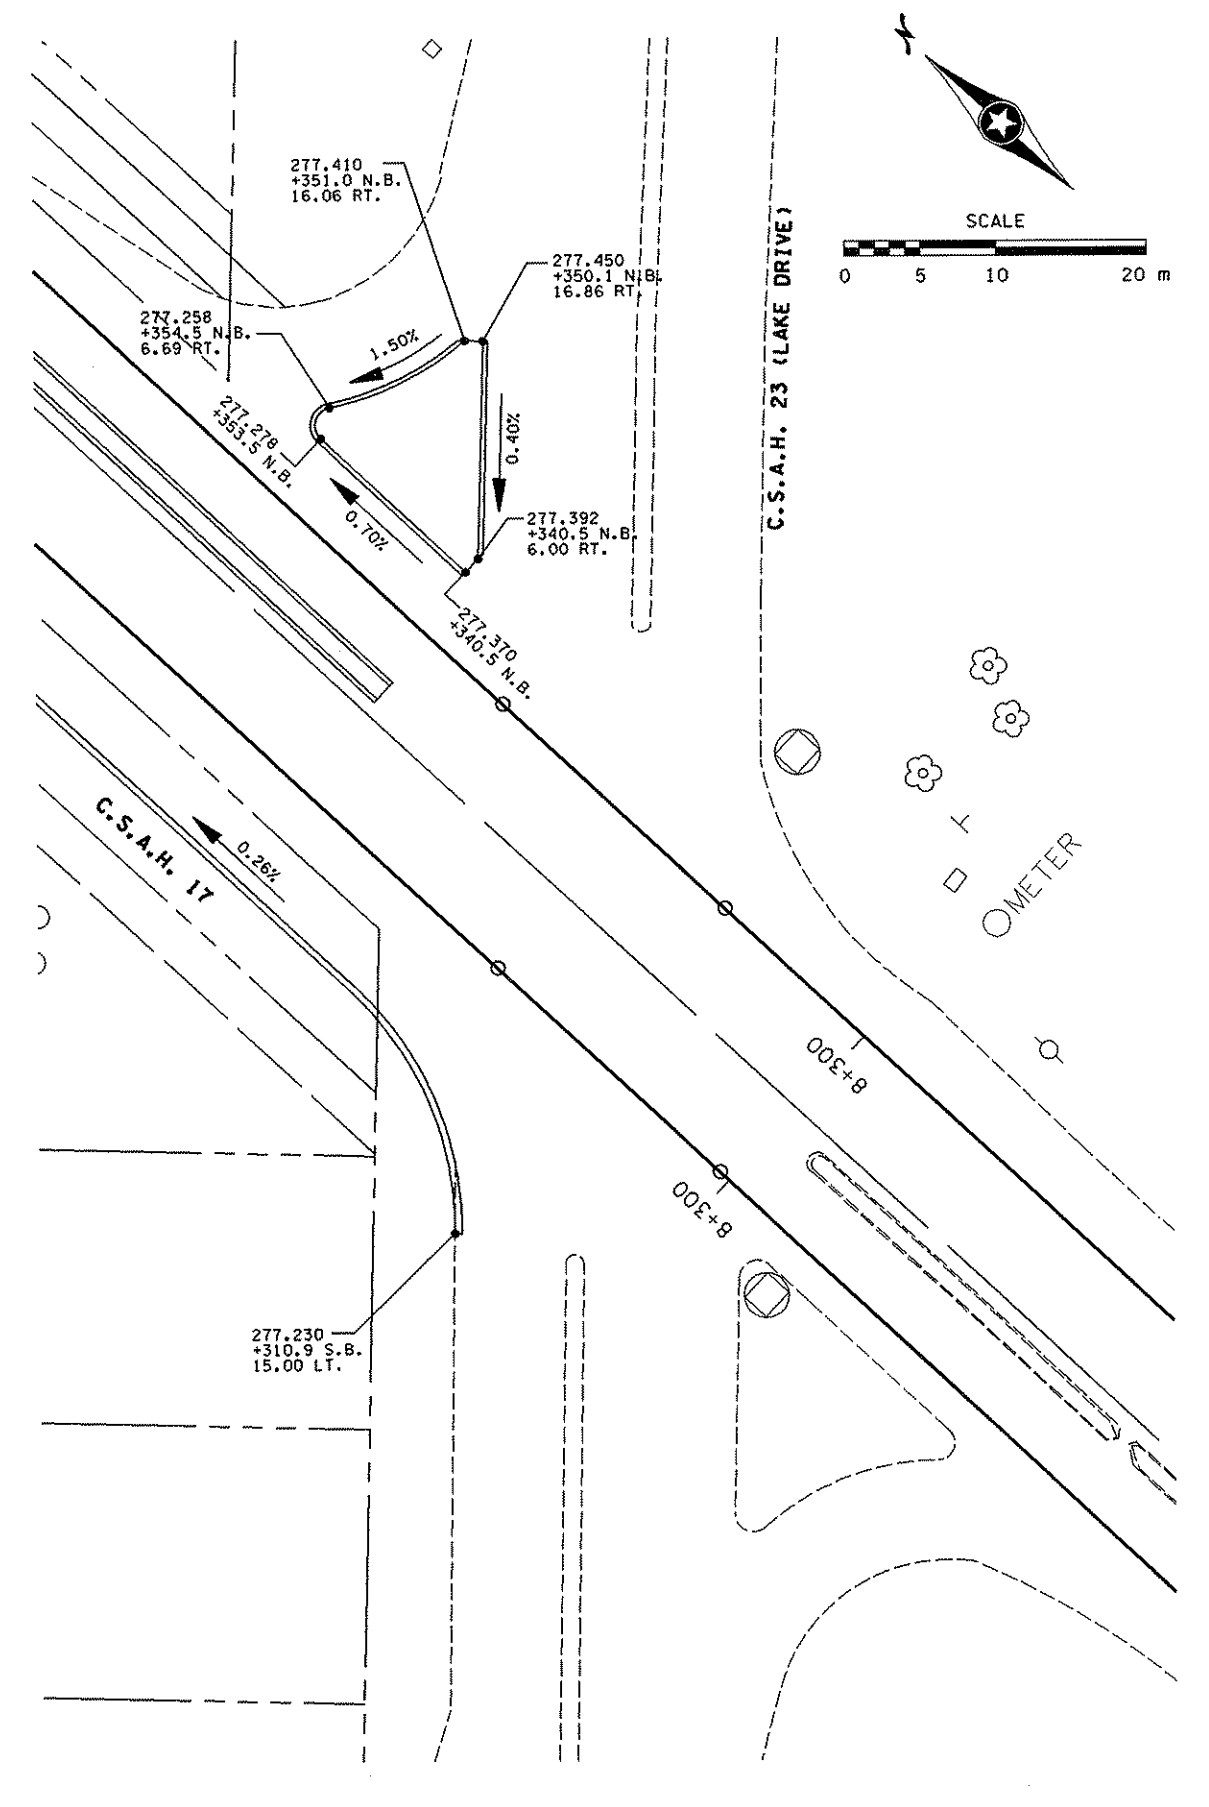 N
SCALE
0 5 10 20 m
277.410
+351.0 N.B.
16.06 RT.
277.450
+350.1 N.B.
16.86 RT.
277.258
+354.5 N.B.
6.69 RT.
1.50%
277.278
+353.5 N.B.
0.40%
0.70%
277.392
+340.5 N.B.
6.00 RT.
277.370
+340.5 N.B.
C.S.A.H. 23 (LAKE DRIVE)
C.S.A.H. 17
0.26%
METER
8+300
8+300
277.230
+310.9 S.B.
15.00 LT.